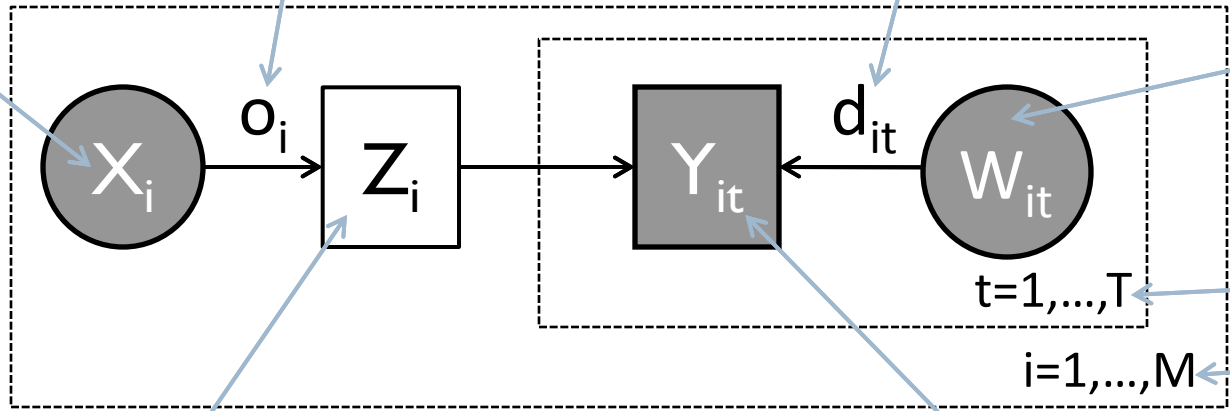 X_i o_i Z_i Y_it d_it W_it
t=1,...,T
i=1,...,M